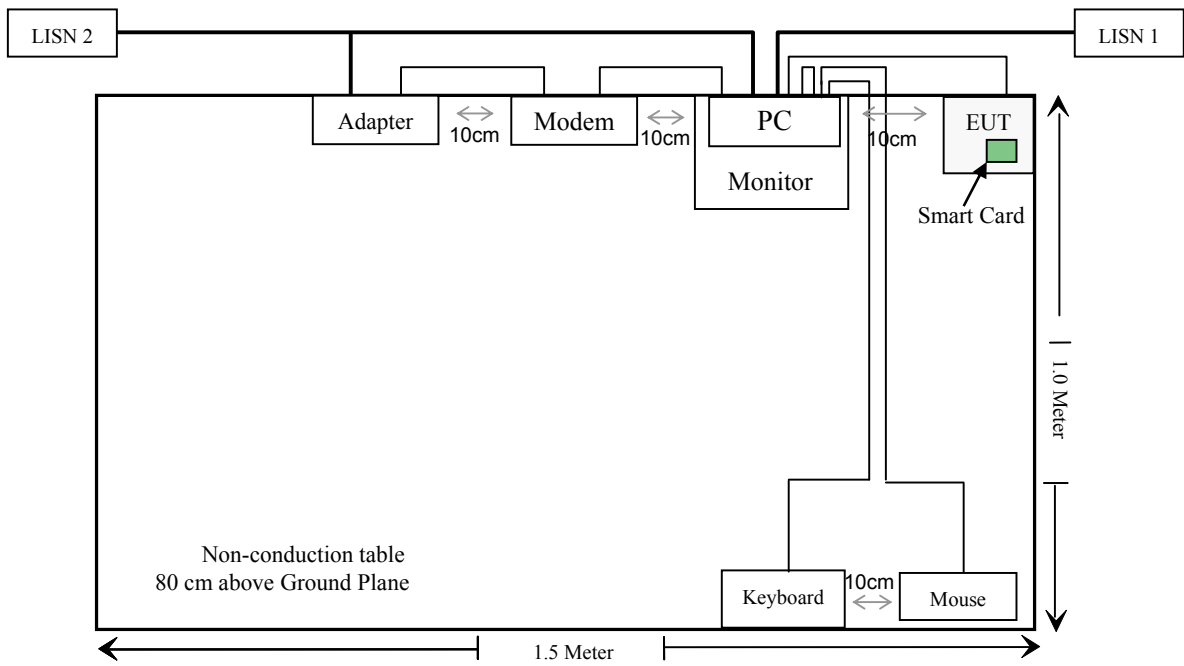 LISN 2
LISN 1
Adapter
10cm
Modem
10cm
PC
10cm
EUT
Monitor
Smart Card
1.0 Meter
Non-conduction table
80 cm above Ground Plane
Keyboard
10cm
Mouse
1.5 Meter